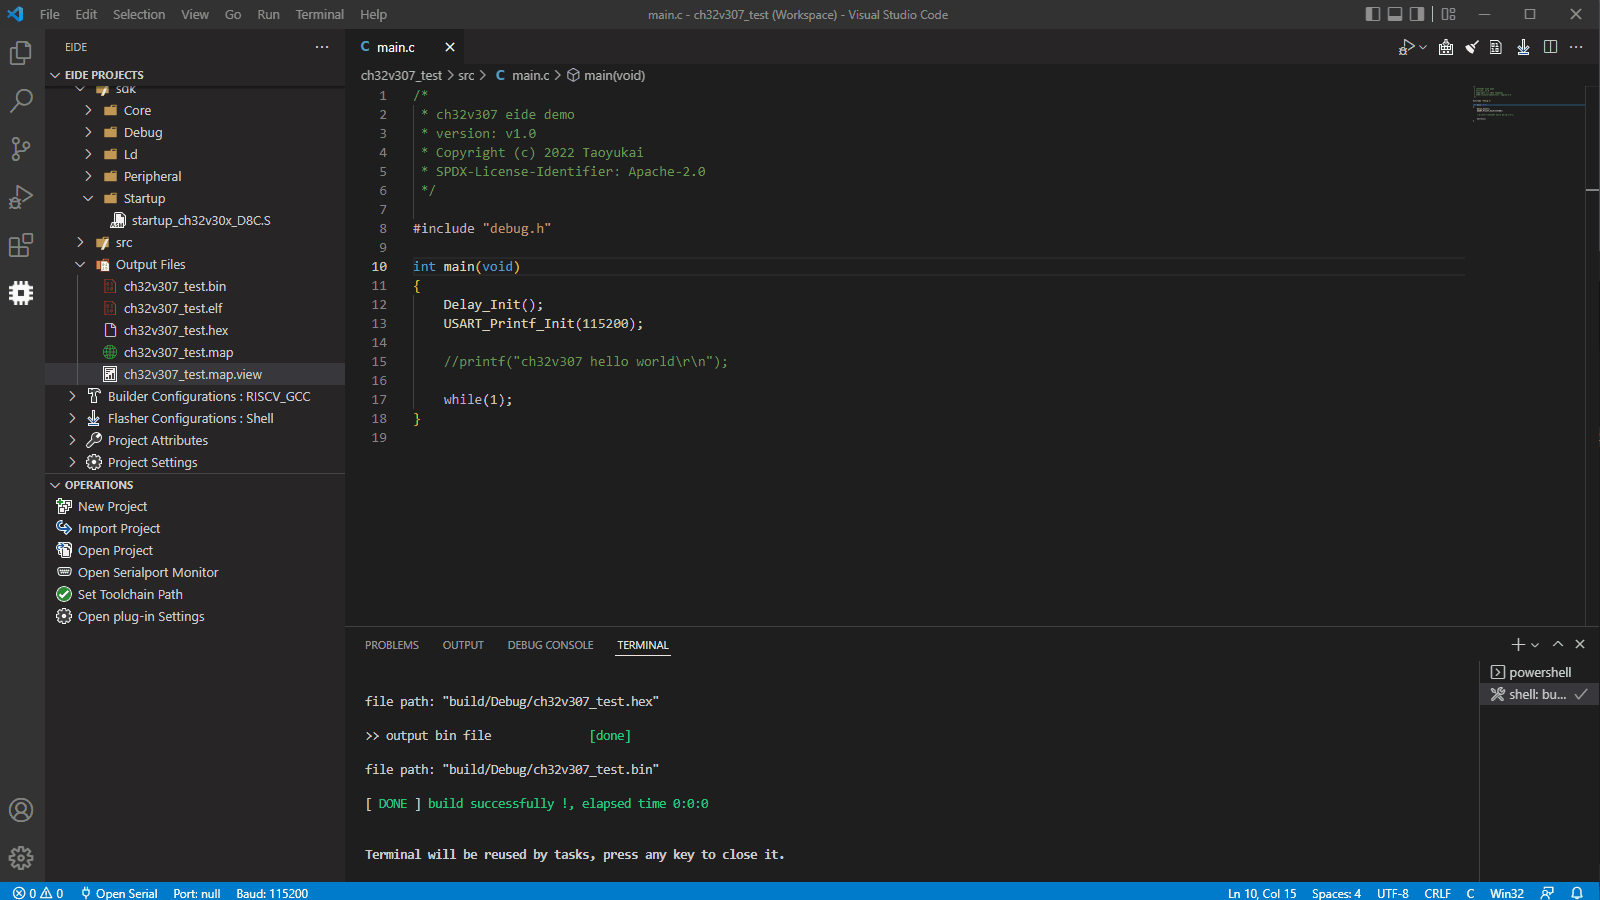 File Edit Selection View Go Run Terminal Help
main.c - ch32v307_test (Workspace) - Visual Studio Code
EIDE
EIDE PROJECTS
sdk
Core
Debug
Ld
Peripheral
Startup
startup_ch32v30x_D8C.S
src
Output Files
ch32v307_test.bin
ch32v307_test.elf
ch32v307_test.hex
ch32v307_test.map
ch32v307_test.map.view
Builder Configurations : RISCV_GCC
Flasher Configurations : Shell
Project Attributes
Project Settings
OPERATIONS
New Project
Import Project
Open Project
Open Serialport Monitor
Set Toolchain Path
Open plug-in Settings
C main.c
ch32v307_test > src > C main.c > main(void)
1 /*
2 * ch32v307 eide demo
3 * version: v1.0
4 * Copyright (c) 2022 Taoyukai
5 * SPDX-License-Identifier: Apache-2.0
6 */
7
8 #include "debug.h"
9
10 int main(void)
11 {
12 Delay_Init();
13 USART_Printf_Init(115200);
14
15 //printf("ch32v307 hello world\r\n");
16
17 while(1);
18 }
19
PROBLEMS OUTPUT DEBUG CONSOLE TERMINAL
file path: "build/Debug/ch32v307_test.hex"
>> output bin file [done]
file path: "build/Debug/ch32v307_test.bin"
[ DONE ] build successfully !, elapsed time 0:0:0
Terminal will be reused by tasks, press any key to close it.
powershell
shell: bu...
0 0 Open Serial Port: null Baud: 115200
Ln 10, Col 15 Spaces: 4 UTF-8 CRLF C Win32